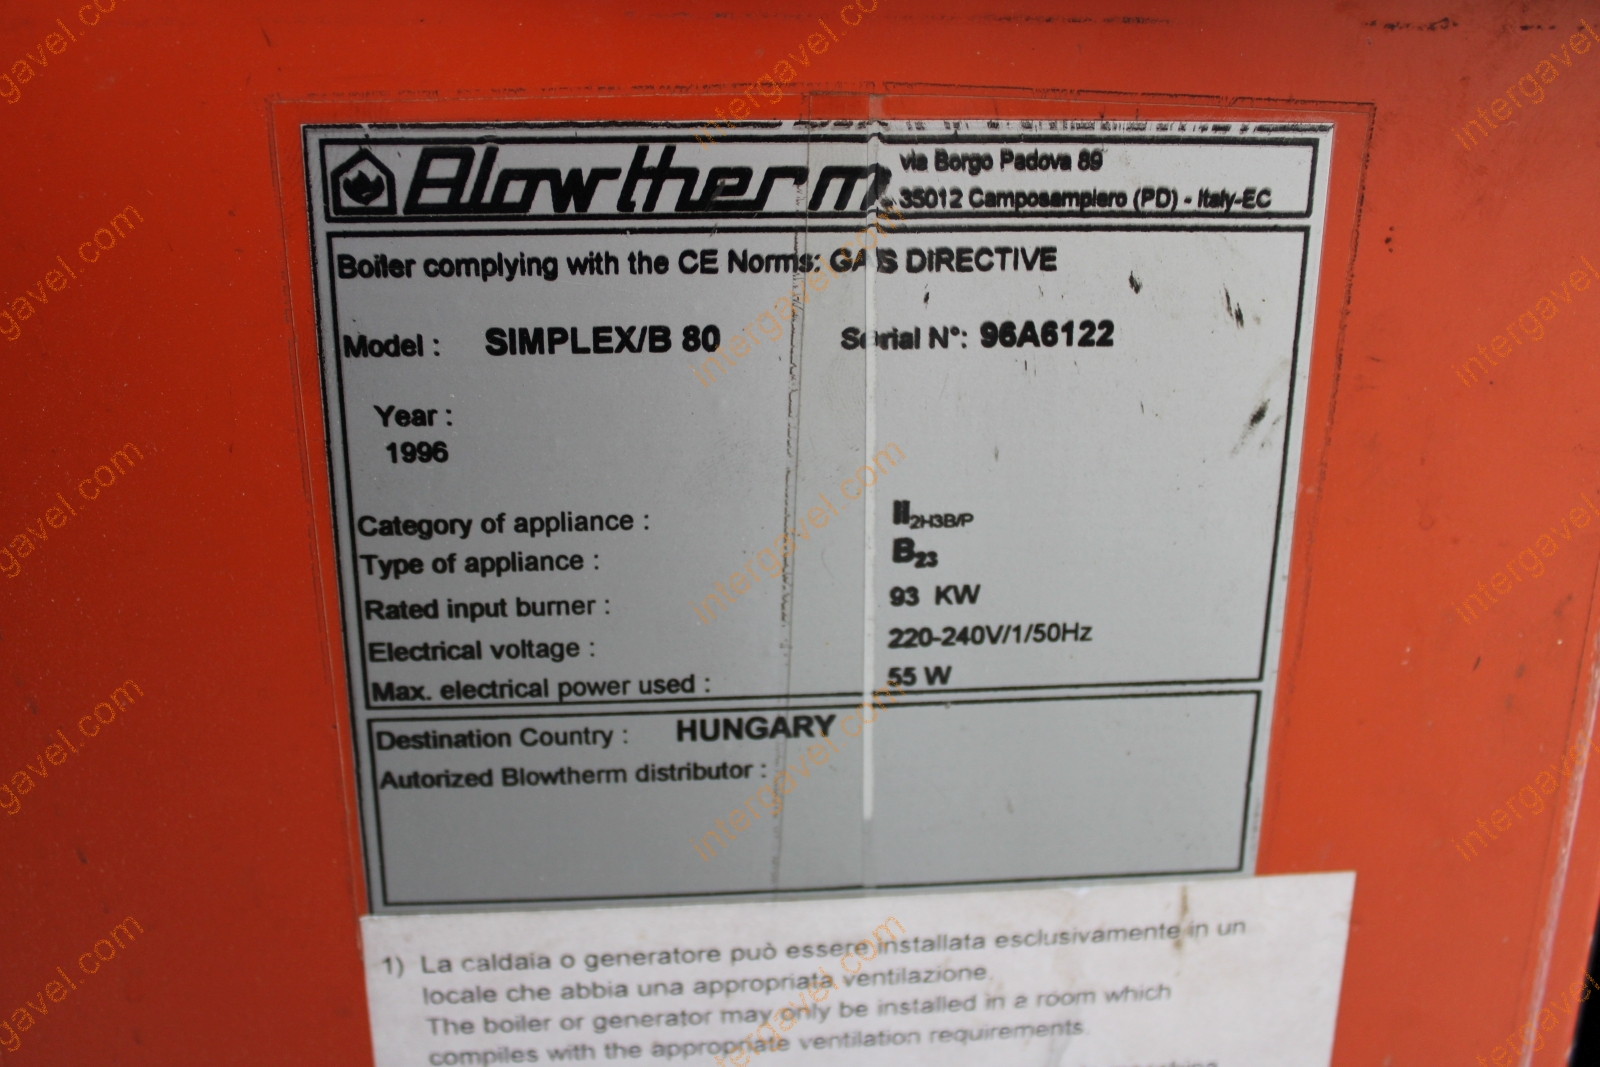 Blowtherm
via Borgo Padova 89
35012 Camposampiero (PD) - Italy-EC
Boiler complying with the CE Norms: GAS DIRECTIVE
Model : SIMPLEX/B 80 Serial N°: 96A6122
Year :
1996
Category of appliance : II2H3B/P
Type of appliance : B23
Rated input burner : 93 KW
Electrical voltage : 220-240V/1/50Hz
Max. electrical power used : 55 W
Destination Country : HUNGARY
Autorized Blowtherm distributor :
1) La caldaia o generatore può essere installata esclusivamente in un
locale che abbia una appropriata ventilazione.
The boiler or generator may only be installed in a room which
compiles with the appropriate ventilation requirements.
intergavel.com